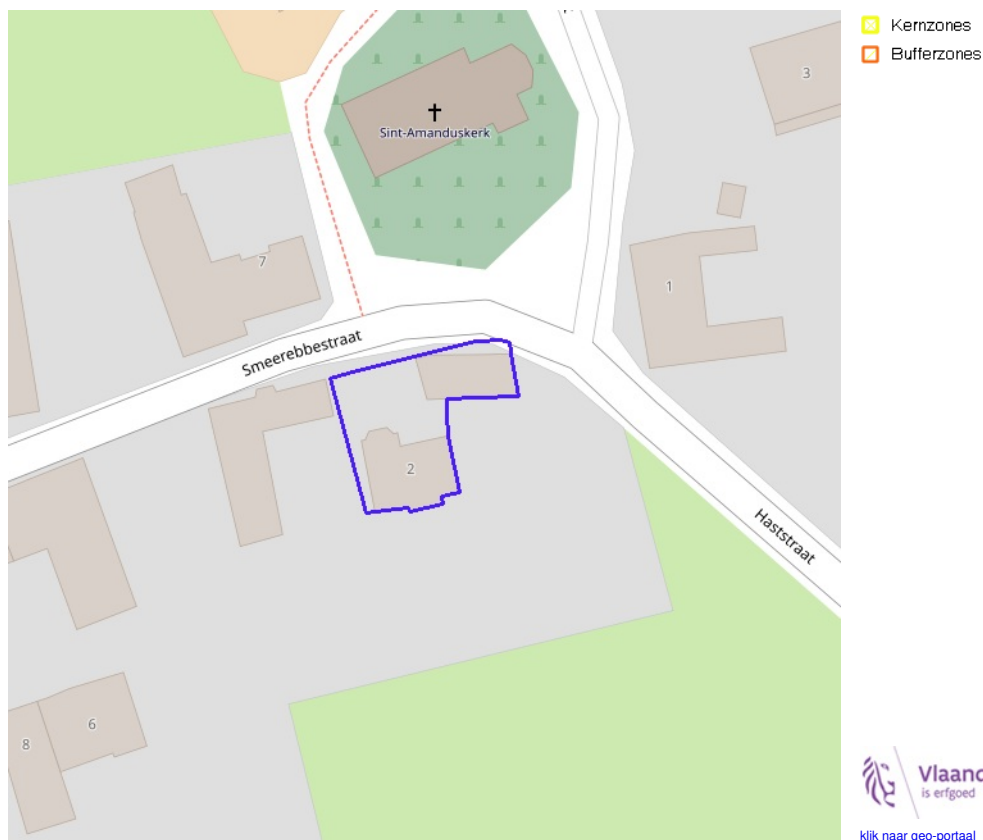 Kernzones
Bufferzones
3
Sint-Amanduskerk
7
1
Smeerebbestraat
2
Haststraat
6
8
Vlaand
is erfgoed
klik naar geo-portaal